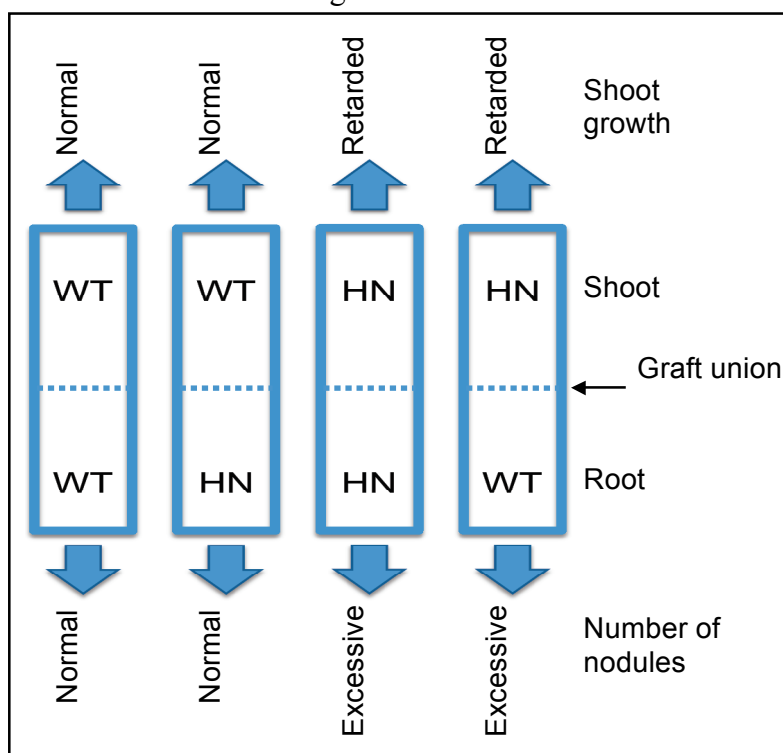 Normal Normal Retarded Retarded
Shoot
growth
WT WT HN HN Shoot
Graft union
WT HN HN WT Root
Normal Normal Excessive Excessive
Number of
nodules